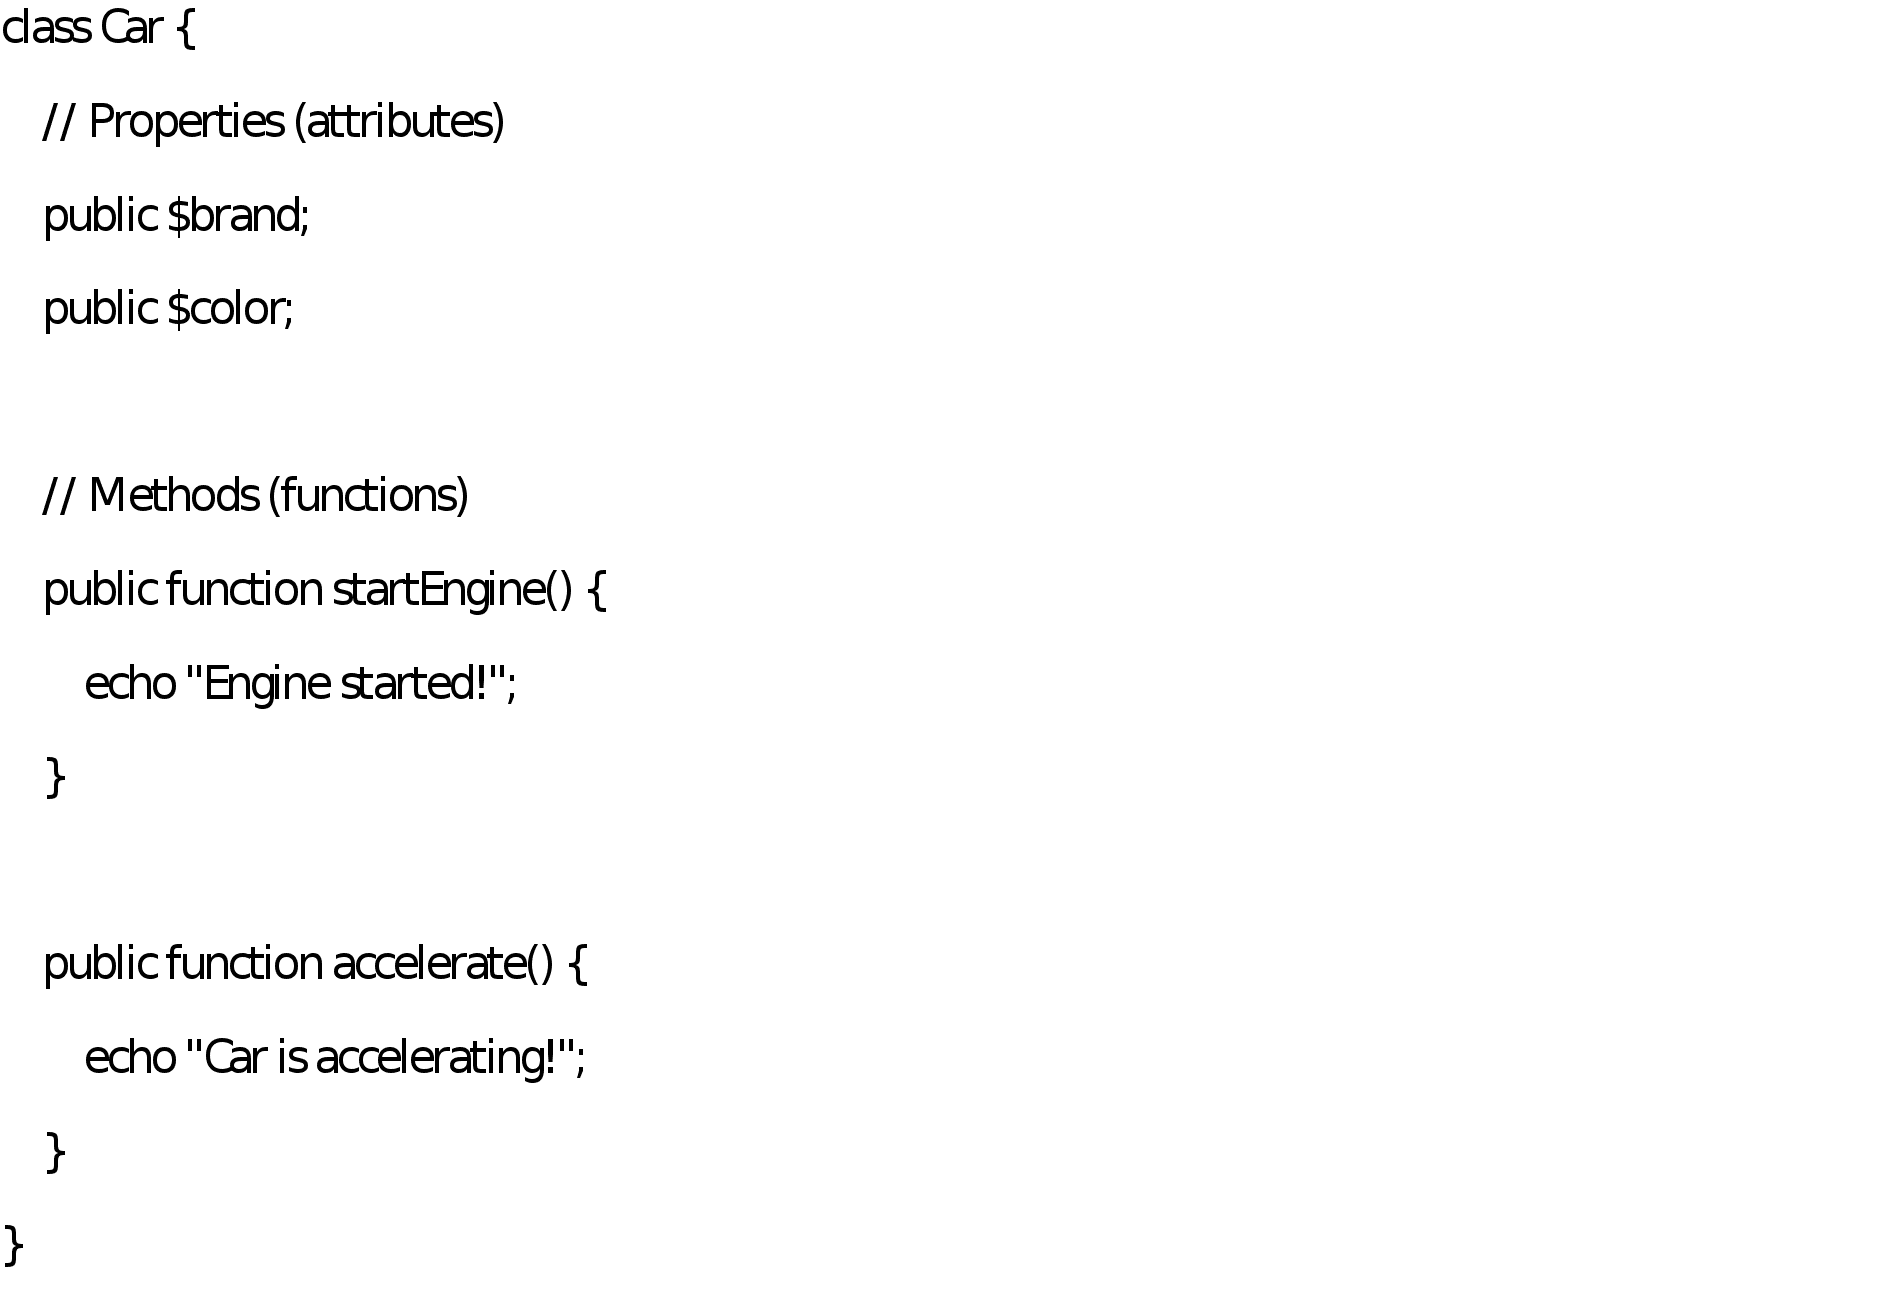 class Car {
// Properties (attributes)
public $brand;
public $color;
// Methods (functions)
public function startEngine() {
echo "Engine started!";
}
public function accelerate() {
echo "Car is accelerating!";
}
}